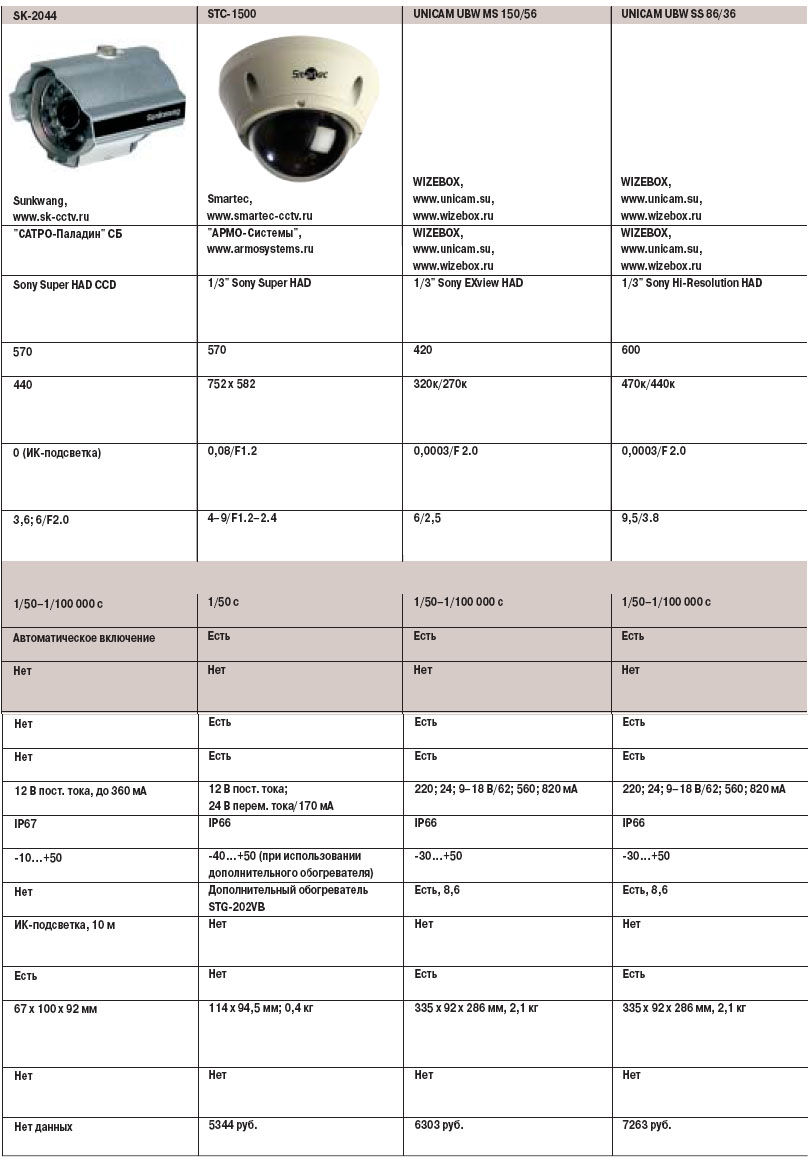 SK-2044
STC-1500
UNICAM UBW MS 150/56
UNICAM UBW SS 86/36
Sunkwang
Smartec
Sunkwang,
www.sk-cctv.ru
Smartec,
www.smartec-cctv.ru
WIZEBOX,
www.unicam.su,
www.wizebox.ru
WIZEBOX,
www.unicam.su,
www.wizebox.ru
"САТРО-Паладин" СБ
"АРМО-Системы",
www.armosystems.ru
WIZEBOX,
www.unicam.su,
www.wizebox.ru
WIZEBOX,
www.unicam.su,
www.wizebox.ru
Sony Super HAD CCD
1/3" Sony Super HAD
1/3" Sony EXview HAD
1/3" Sony Hi-Resolution HAD
570
570
420
600
440
752 x 582
320к/270к
470к/440к
0 (ИК-подсветка)
0,08/F1.2
0,0003/F 2.0
0,0003/F 2.0
3,6; 6/F2.0
4–9/F1.2–2.4
6/2,5
9,5/3.8
1/50–1/100 000 с
1/50 с
1/50–1/100 000 с
1/50–1/100 000 с
Автоматическое включение
Есть
Есть
Есть
Нет
Нет
Нет
Нет
Нет
Есть
Есть
Есть
Нет
Есть
Есть
Есть
12 В пост. тока, до 360 мА
12 В пост. тока;
24 В перем. тока/170 мА
220; 24; 9–18 В/62; 560; 820 мА
220; 24; 9–18 В/62; 560; 820 мА
IP67
IP66
IP66
IP66
-10...+50
-40...+50 (при использовании
дополнительного обогревателя)
-30...+50
-30...+50
Нет
Дополнительный обогреватель
STG-202VB
Есть, 8,6
Есть, 8,6
ИК-подсветка, 10 м
Нет
Нет
Нет
Есть
Нет
Есть
Есть
67 x 100 x 92 мм
114 x 94,5 мм; 0,4 кг
335 x 92 x 286 мм, 2,1 кг
335 x 92 x 286 мм, 2,1 кг
Нет
Нет
Нет
Нет
Нет данных
5344 руб.
6303 руб.
7263 руб.